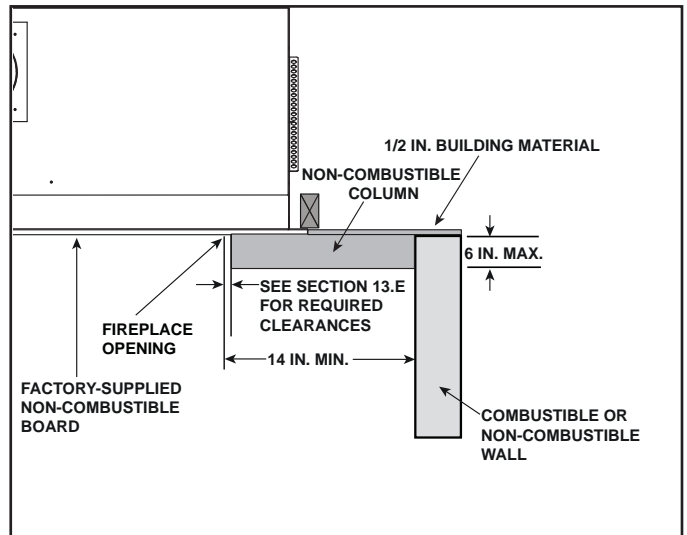 1/2 IN. BUILDING MATERIAL
NON-COMBUSTIBLE
COLUMN
6 IN. MAX.
SEE SECTION 13.E
FOR REQUIRED
CLEARANCES
FIREPLACE
OPENING
14 IN. MIN.
FACTORY-SUPPLIED
NON-COMBUSTIBLE
BOARD
COMBUSTIBLE OR
NON-COMBUSTIBLE
WALL